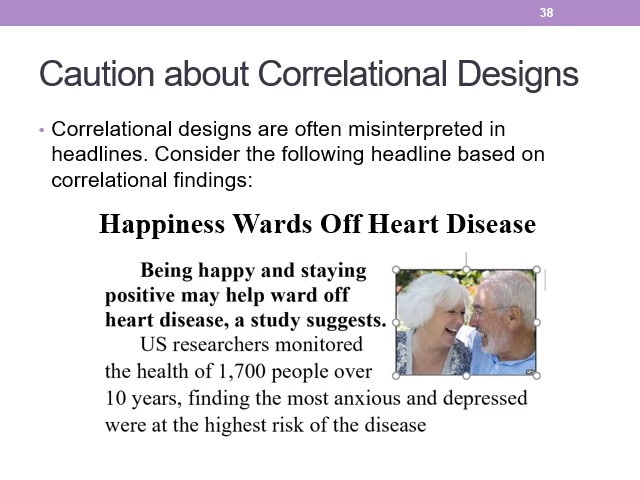 38
Caution about Correlational Designs
• Correlational designs are often misinterpreted in
headlines. Consider the following headline based on
correlational findings:
Happiness Wards Off Heart Disease
Being happy and staying
positive may help ward off
heart disease, a study suggests.
US researchers monitored
the health of 1,700 people over
10 years, finding the most anxious and depressed
were at the highest risk of the disease